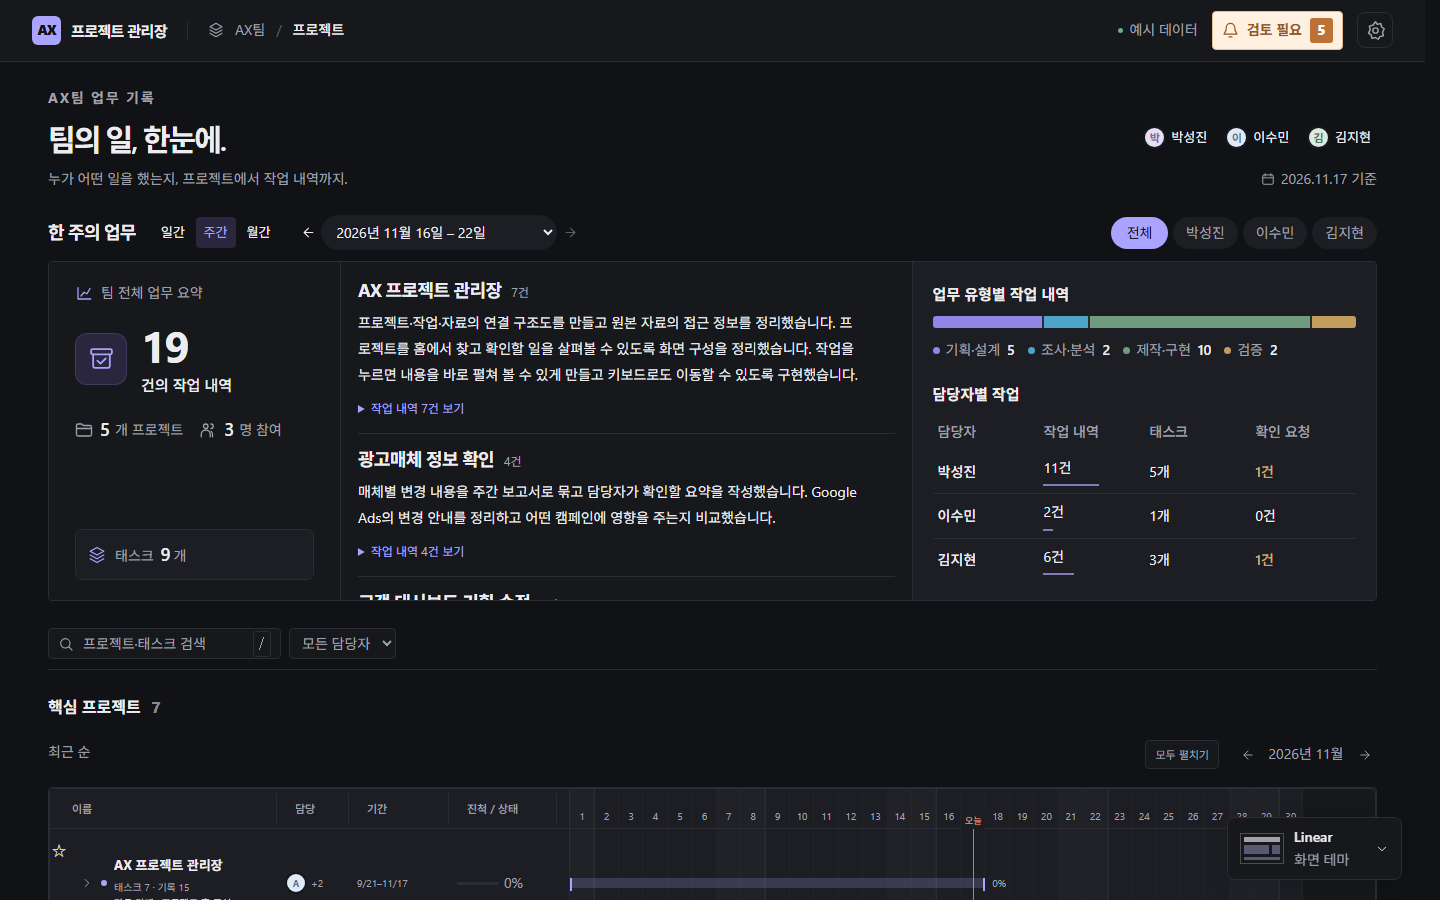 AX 프로젝트 관리장 AX팀 / 프로젝트 예시 데이터 검토 필요 5
AX팀 업무 기록
팀의 일, 한눈에.
박 박성진 이 이수민 김 김지현
누가 어떤 일을 했는지, 프로젝트에서 작업 내역까지.
2026.11.17 기준
한 주의 업무 일간 주간 월간 ← 2026년 11월 16일 – 22일 → 전체 박성진 이수민 김지현
팀 전체 업무 요약
19
건의 작업 내역
5 개 프로젝트 3 명 참여
태스크 9 개
AX 프로젝트 관리장 7건
프로젝트·작업·자료의 연결 구조도를 만들고 원본 자료의 접근 정보를 정리했습니다. 프
로젝트를 홈에서 찾고 확인할 일을 살펴볼 수 있도록 화면 구성을 정리했습니다. 작업을
누르면 내용을 바로 펼쳐 볼 수 있게 만들고 키보드로도 이동할 수 있도록 구현했습니다.
▶ 작업 내역 7건 보기
광고매체 정보 확인 4건
매체별 변경 내용을 주간 보고서로 묶고 담당자가 확인할 요약을 작성했습니다. Google
Ads의 변경 안내를 정리하고 어떤 캠페인에 영향을 주는지 비교했습니다.
▶ 작업 내역 4건 보기
업무 유형별 작업 내역
기획·설계 5 조사·분석 2 제작·구현 10 검증 2
담당자별 작업
담당자 작업 내역 태스크 확인 요청
박성진 11건 5개 1건
이수민 2건 1개 0건
김지현 6건 3개 1건
프로젝트·태스크 검색 / 모든 담당자
핵심 프로젝트 7
최근 순
모두 펼치기 ← 2026년 11월 →
이름 담당 기간 진척 / 상태 1 2 3 4 5 6 7 8 9 10 11 12 13 14 15 16 오늘 18 19 20 21 22 23 24 25 26 27 28 29 30
AX 프로젝트 관리장
태스크 7 · 기록 15
A +2 9/21–11/17 0% 0%
Linear
화면 테마